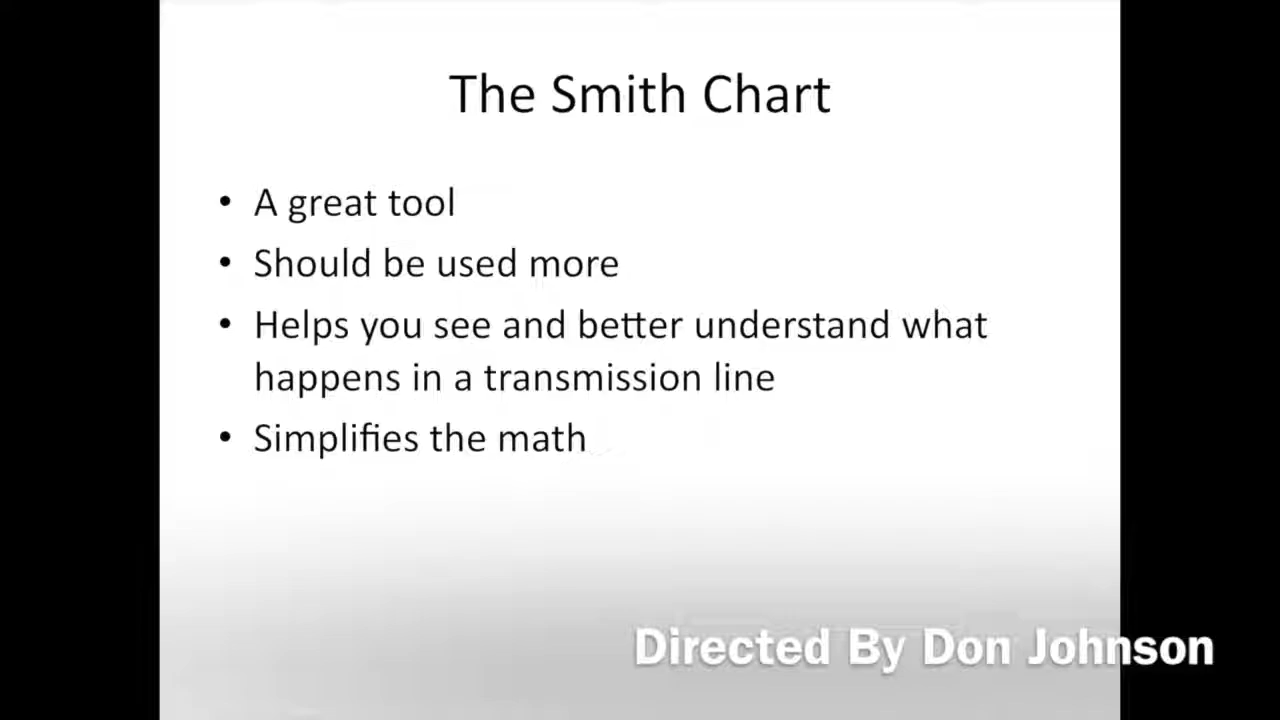 The Smith Chart
• A great tool
• Should be used more
• Helps you see and better understand what
happens in a transmission line
• Simplifies the math
Directed By Don Johnson